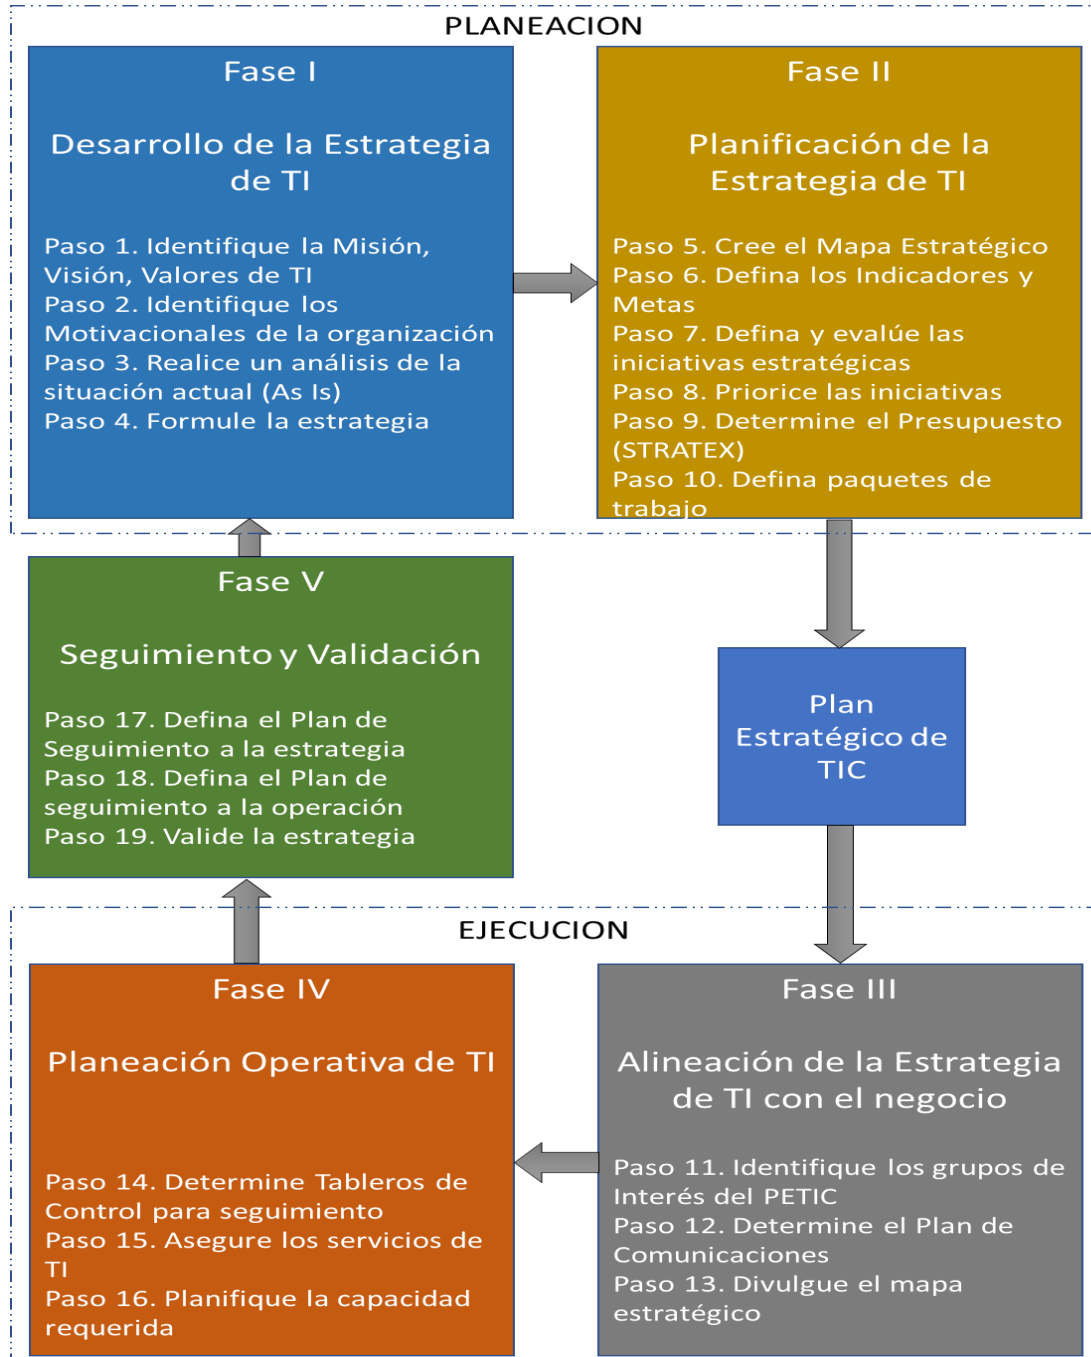 PLANEACION
Fase I
Desarrollo de la Estrategia
de TI
Paso 1. Identifique la Misión,
Visión, Valores de TI
Paso 2. Identifique los
Motivacionales de la organización
Paso 3. Realice un análisis de la
situación actual (As Is)
Paso 4. Formule la estrategia
Fase II
Planificación de la
Estrategia de TI
Paso 5. Cree el Mapa Estratégico
Paso 6. Defina los Indicadores y
Metas
Paso 7. Defina y evalúe las
iniciativas estratégicas
Paso 8. Priorice las iniciativas
Paso 9. Determine el Presupuesto
(STRATEX)
Paso 10. Defina paquetes de
trabajo
Plan
Estratégico de
TIC
EJECUCION
Fase III
Alineación de la Estrategia
de TI con el negocio
Paso 11. Identifique los grupos de
Interés del PETIC
Paso 12. Determine el Plan de
Comunicaciones
Paso 13. Divulgue el mapa
estratégico
Fase IV
Planeación Operativa de TI
Paso 14. Determine Tableros de
Control para seguimiento
Paso 15. Asegure los servicios de
TI
Paso 16. Planifique la capacidad
requerida
Fase V
Seguimiento y Validación
Paso 17. Defina el Plan de
Seguimiento a la estrategia
Paso 18. Defina el Plan de
seguimiento a la operación
Paso 19. Valide la estrategia